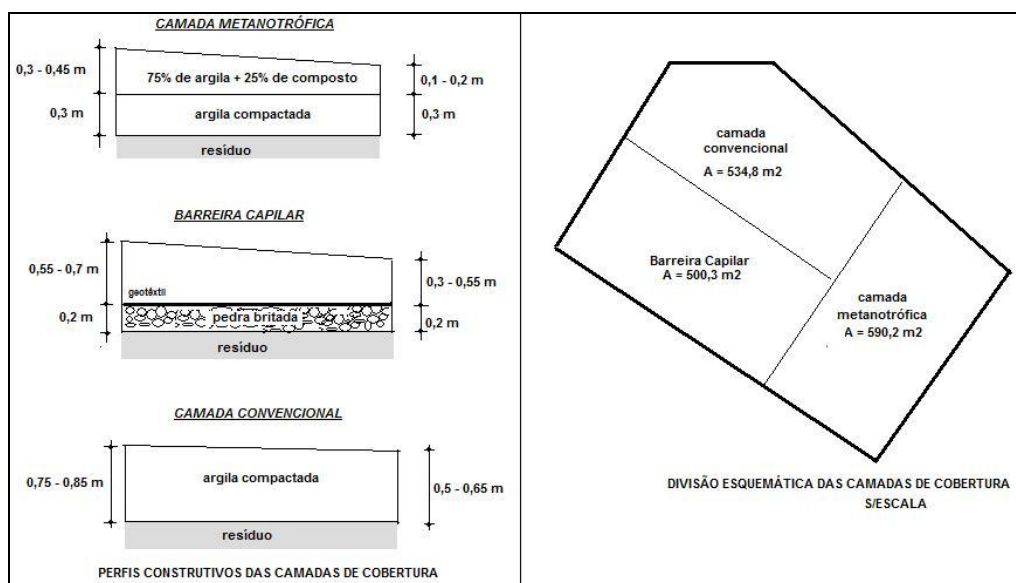 CAMADA METANOTRÓFICA
0,3 - 0,45 m
75% de argila + 25% de composto
0,1 - 0,2 m
0,3 m
argila compactada
0,3 m
resíduo
BARREIRA CAPILAR
0,55 - 0,7 m
0,3 - 0,55 m
geotêxtil
0,2 m
pedra britada
0,2 m
resíduo
CAMADA CONVENCIONAL
0,75 - 0,85 m
argila compactada
0,5 - 0,65 m
resíduo
PERFIS CONSTRUTIVOS DAS CAMADAS DE COBERTURA
camada
convencional
A = 534,8 m2
Barreira Capilar
A = 500,3 m2
camada
metanotrófica
A = 590,2 m2
DIVISÃO ESQUEMÁTICA DAS CAMADAS DE COBERTURA
S/ESCALA